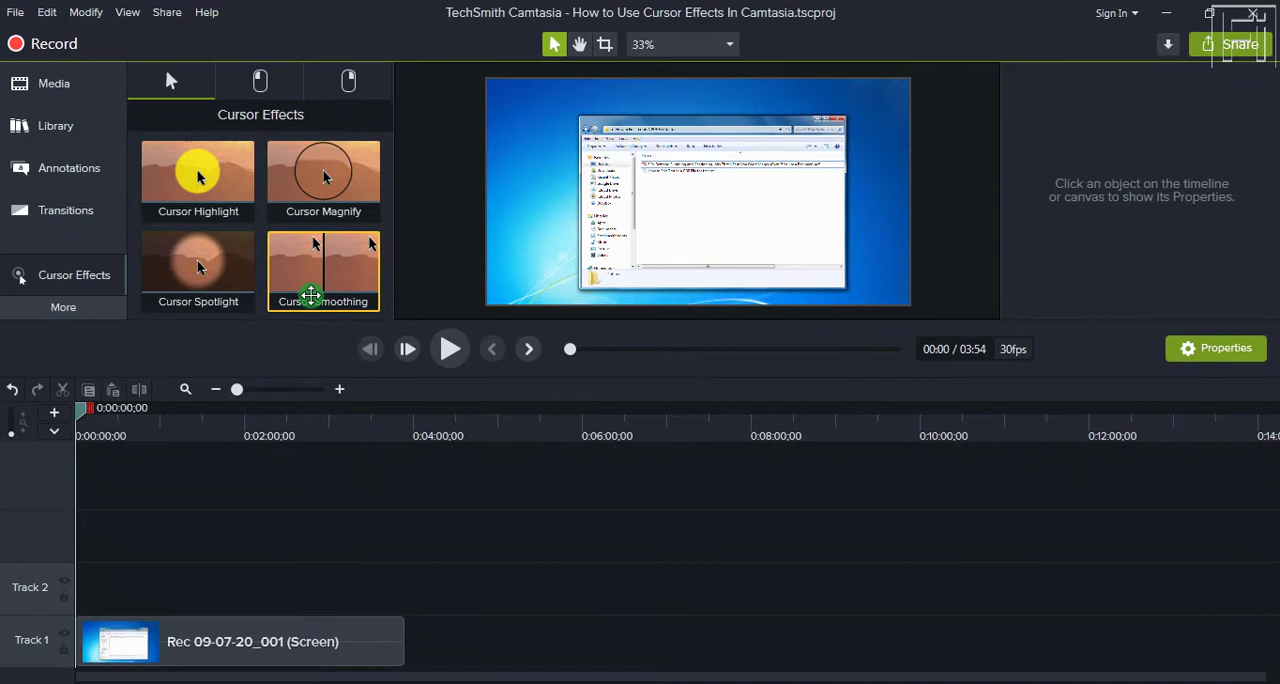 File Edit Modify View Share Help
TechSmith Camtasia - How to Use Cursor Effects In Camtasia.tscproj
Sign In
Record
33%
Share
Media
Library
Annotations
Transitions
Cursor Effects
More
Cursor Effects
Cursor Highlight
Cursor Magnify
Cursor Spotlight
Click an object on the timeline
or canvas to show its Properties.
00:00 / 03:54
30fps
Properties
0:00:00;00
0:00:00;00 0:02:00;00 0:04:00;00 0:06:00;00 0:08:00;00 0:10:00;00 0:12:00;00
Track 2
Track 1
Rec 09-07-20_001 (Screen)